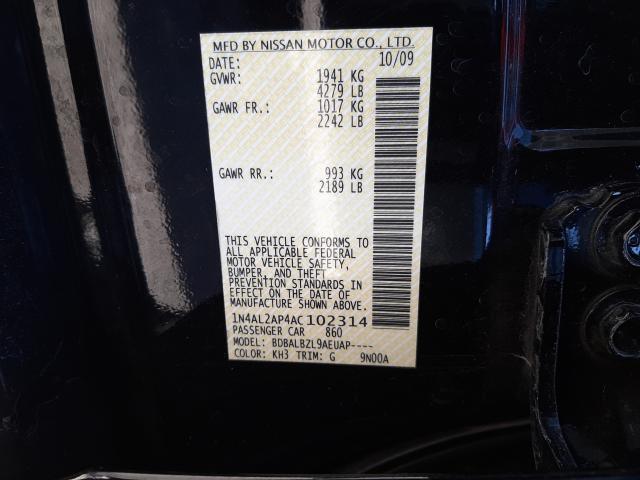 MFD BY NISSAN MOTOR CO., LTD.
DATE: 10/09
GVWR: 1941 KG
4279 LB
GAWR FR.: 1017 KG
2242 LB
GAWR RR.: 993 KG
2189 LB
THIS VEHICLE CONFORMS TO
ALL APPLICABLE FEDERAL
MOTOR VEHICLE SAFETY,
BUMPER, AND THEFT
PREVENTION STANDARDS IN
EFFECT ON THE DATE OF
MANUFACTURE SHOWN ABOVE.
1N4AL2AP4AC102314
PASSENGER CAR 860
MODEL: BDBALBZL9AEUAP----
COLOR: KH3 TRIM: G 9N00A